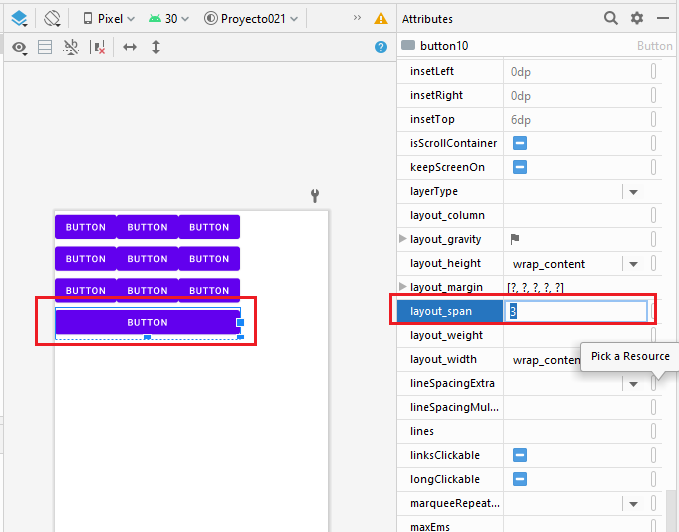 Pixel 30 Proyecto021 >>
Attributes
button10 Button
insetLeft 0dp
insetRight 0dp
insetTop 6dp
isScrollContainer
keepScreenOn
layerType
layout_column
layout_gravity
layout_height wrap_content
layout_margin [?, ?, ?, ?, ?]
layout_span 3
layout_weight
layout_width wrap_conten
Pick a Resource
lineSpacingExtra
lineSpacingMul...
lines
linksClickable
longClickable
marqueeRepeat...
maxEms
BUTTON BUTTON BUTTON
BUTTON BUTTON BUTTON
BUTTON BUTTON BUTTON
BUTTON